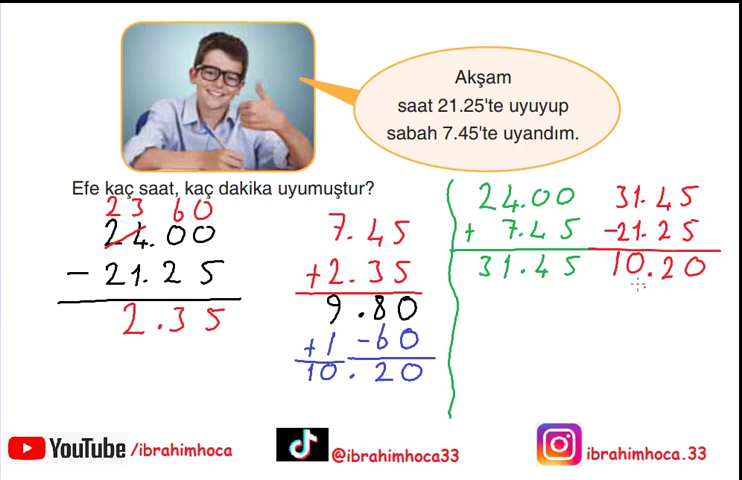 Akşam
saat 21.25'te uyuyup
sabah 7.45'te uyandım.
Efe kaç saat, kaç dakika uyumuştur?
23 60
24.00
- 21.25
2.35
7.45
+2.35
9.80
+1 -60
10.20
24.00
+ 7.45
31.45
31.45
-21.25
10.20
YouTube /ibrahimhoca
@ibrahimhoca33
ibrahimhoca.33